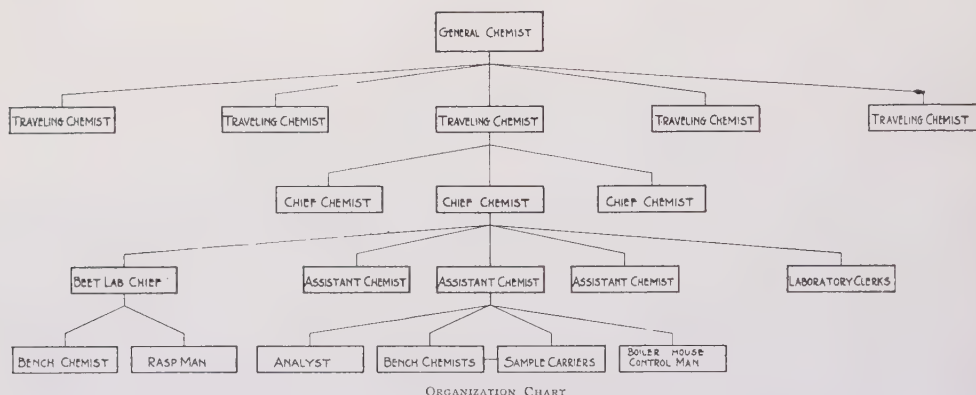 GENERAL CHEMIST
TRAVELING CHEMIST
TRAVELING CHEMIST
TRAVELING CHEMIST
TRAVELING CHEMIST
TRAVELING CHEMIST
CHIEF CHEMIST
CHIEF CHEMIST
CHIEF CHEMIST
BEET LAB CHIEF
ASSISTANT CHEMIST
ASSISTANT CHEMIST
ASSISTANT CHEMIST
LABORATORY CLERKS
BENCH CHEMIST
RASP MAN
ANALYST
BENCH CHEMISTS
SAMPLE CARRIERS
BOILER HOUSE
CONTROL MAN
ORGANIZATION CHART